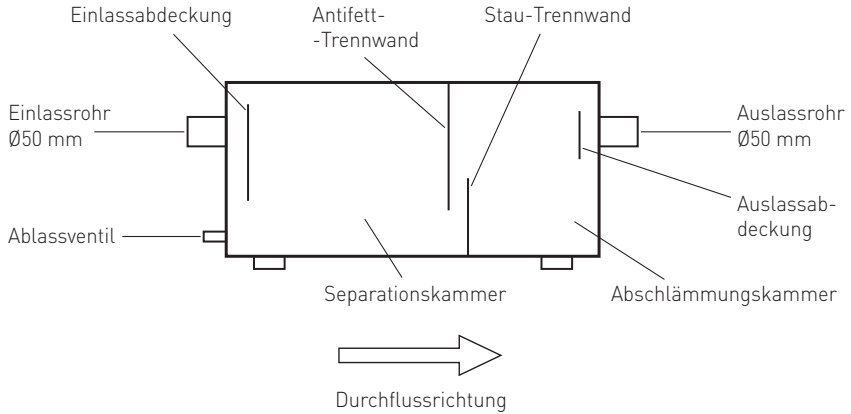 Einlassabdeckung
Antifett-
-Trennwand
Stau-Trennwand
Einlassrohr
Ø50 mm
Auslassrohr
Ø50 mm
Auslassab-
deckung
Ablassventil
Separationskammer
Abschlämmungskammer
Durchflussrichtung